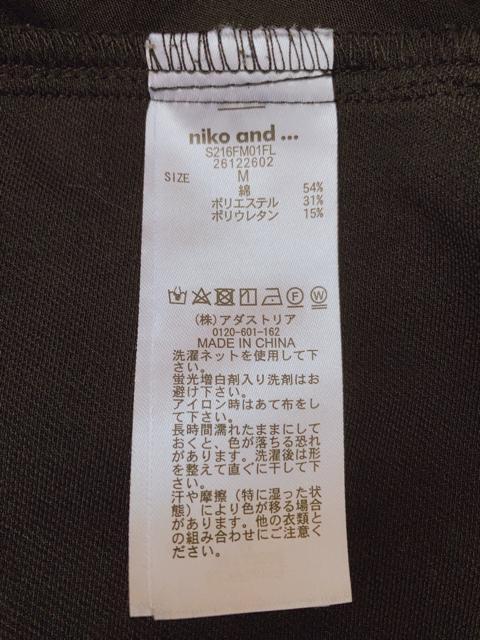 niko and ...
S216FM01FL
26122602
SIZE M
綿 54%
ポリエステル 31%
ポリウレタン 15%
(株)アダストリア
0120-601-162
MADE IN CHINA
洗濯ネットを使用して下
さい。
蛍光増白剤入り洗剤はお
避け下さい。
アイロン時はあて布をし
て下さい。
長時間濡れたままにして
おくと、色が落ちる恐れ
があります。洗濯後は形
を整えて直ぐに干して下
さい。
汗や摩擦(特に湿った状
態)により色が移る場合
があります。他の衣類と
の組み合わせにご注意く
ださい。